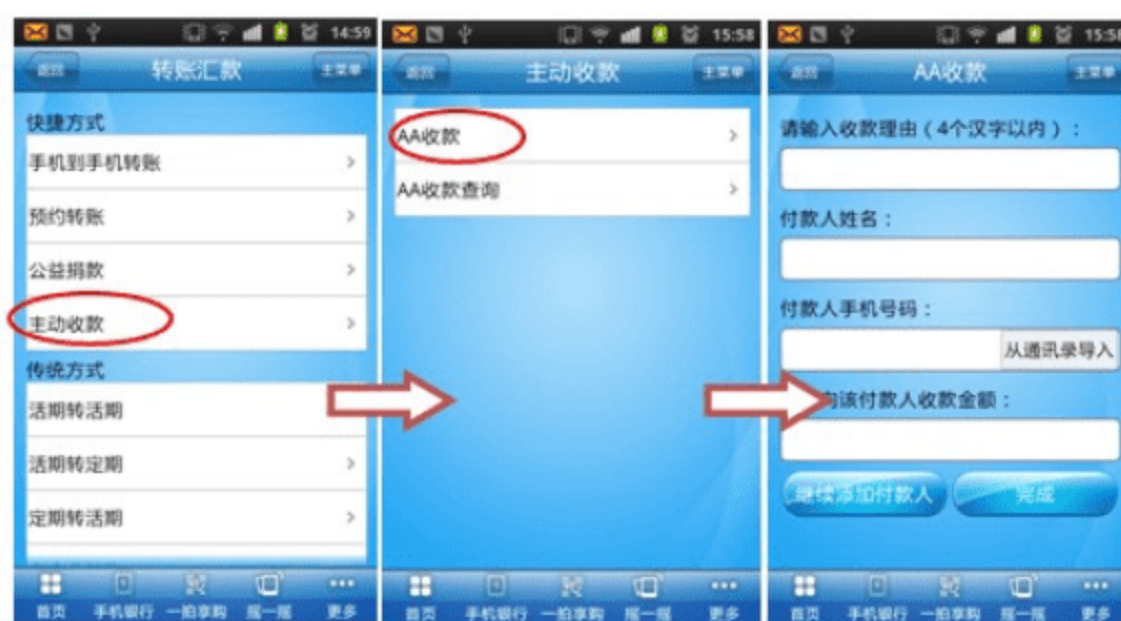 14:59
返回 转账汇款 主菜单
快捷方式
手机到手机转账
预约转账
公益捐款
主动收款
传统方式
活期转活期
活期转定期
定期转活期
首页 手机银行 一拍享购 摇一摇 更多
15:58
返回 主动收款 主菜单
AA收款
AA收款查询
首页 手机银行 一拍享购 摇一摇 更多
15:58
返回 AA收款 主菜单
请输入收款理由(4个汉字以内):
付款人姓名:
付款人手机号码:
从通讯录导入
向该付款人收款金额:
继续添加付款人 完成
首页 手机银行 一拍享购 摇一摇 更多